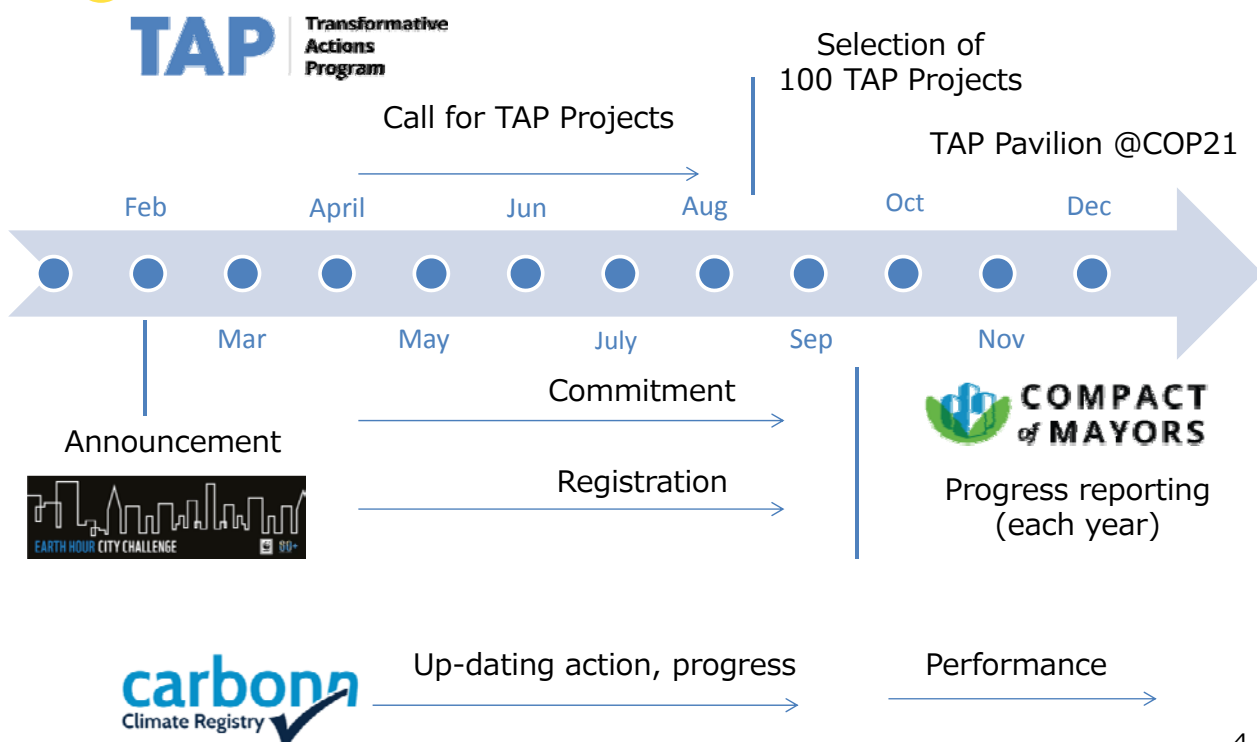 TAP
Transformative
Actions
Program
Selection of
100 TAP Projects
Call for TAP Projects
TAP Pavilion @COP21
Feb
April
Jun
Aug
Oct
Dec
Mar
May
July
Sep
Nov
Commitment
COMPACT
of MAYORS
Announcement
Registration
Progress reporting
(each year)
EARTH HOUR CITY CHALLENGE
60+
Up-dating action, progress
Performance
carbonn
Climate Registry